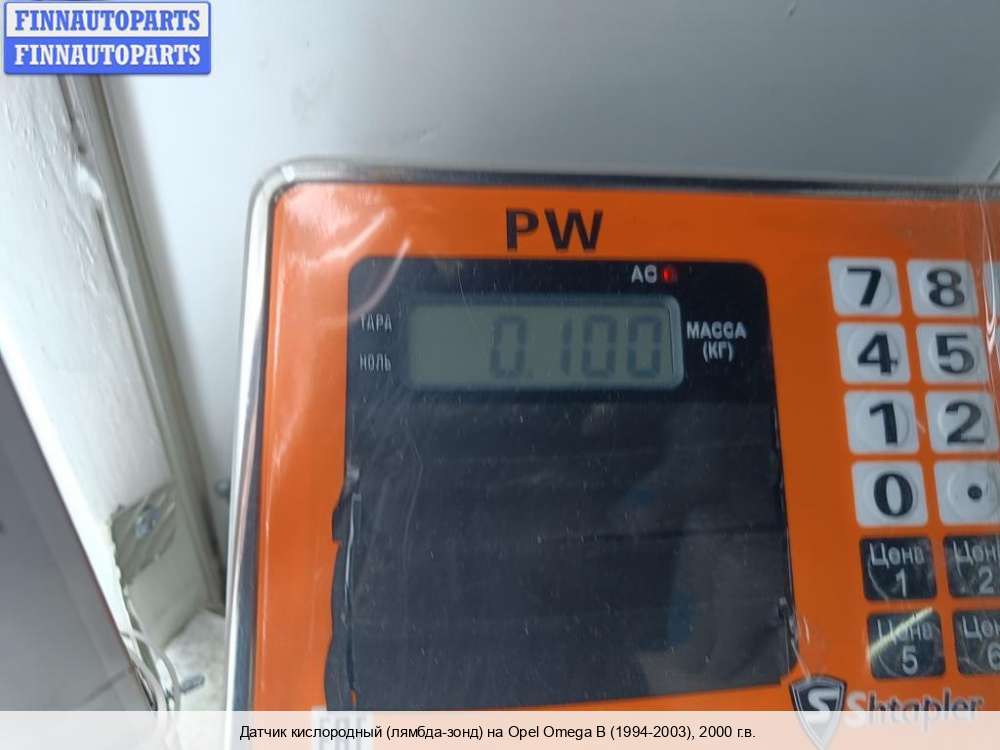 FINNAUTOPARTS
FINNAUTOPARTS
PW
AC
ТАРА
НОЛЬ
0.100
МАССА
(КГ)
7 8
4 5
1 2
0 .
Цена 1
Цена 2
Цена 5
6
Shtapler
Датчик кислородный (лямбда-зонд) на Opel Omega B (1994-2003), 2000 г.в.